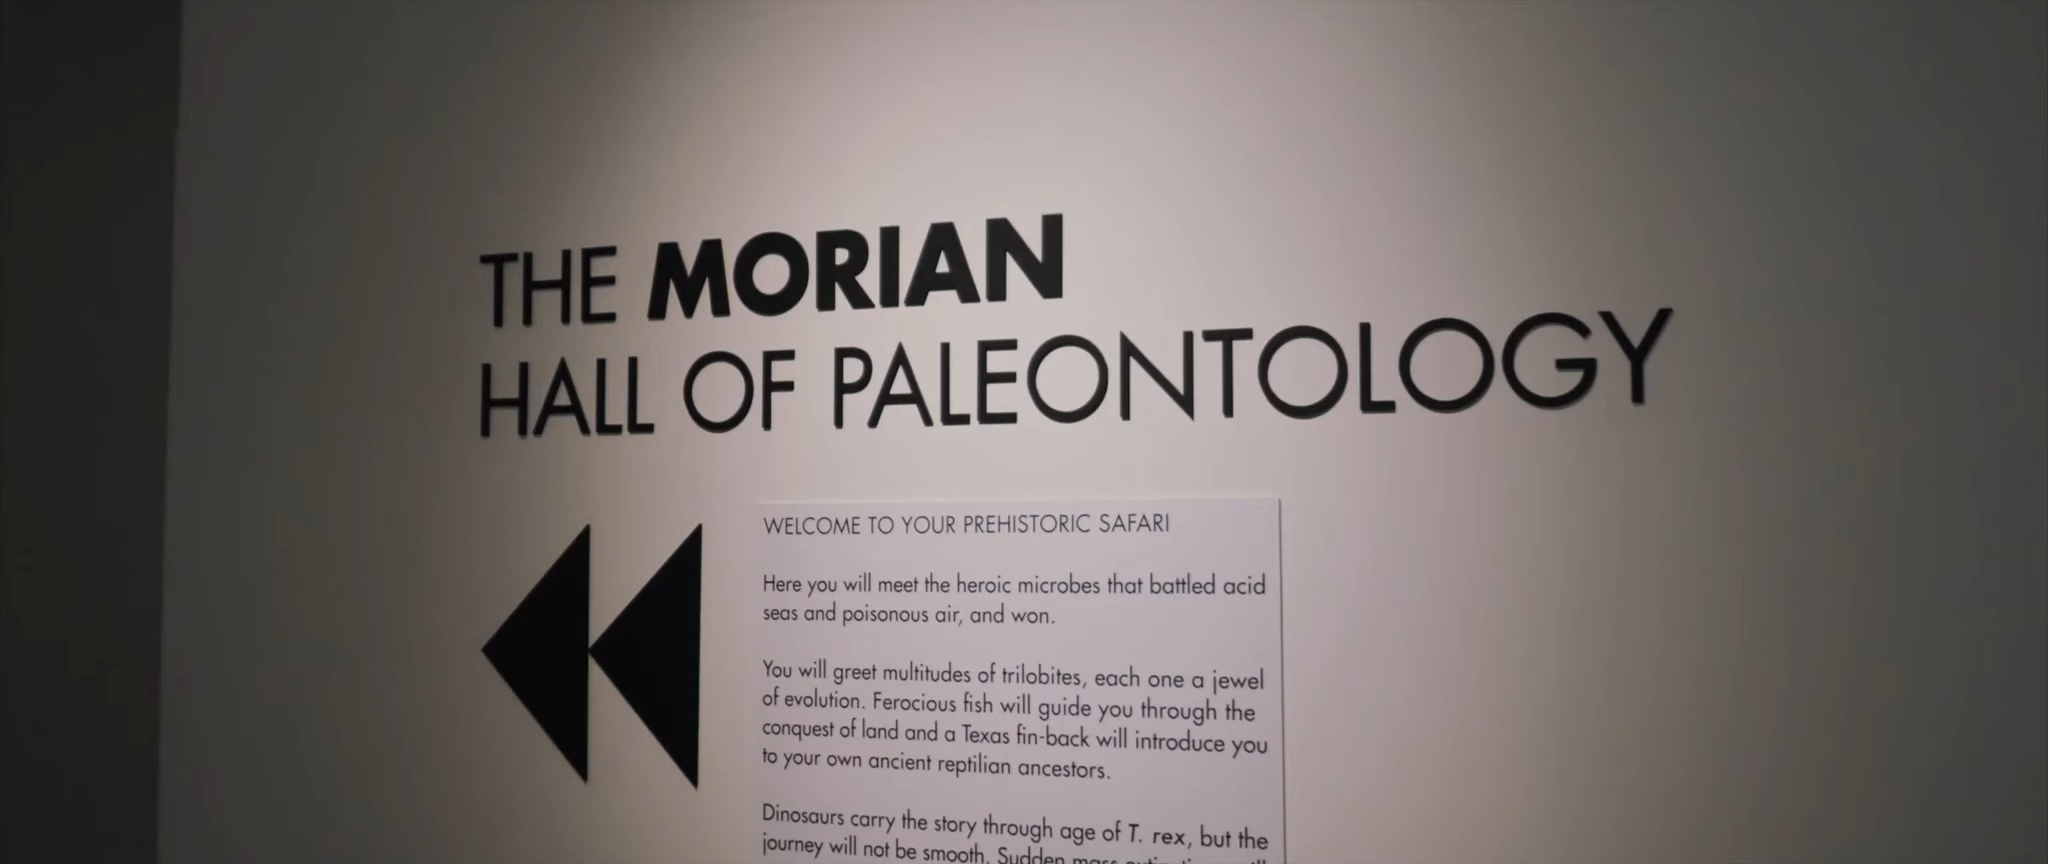 THE MORIAN
HALL OF PALEONTOLOGY
WELCOME TO YOUR PREHISTORIC SAFARI
Here you will meet the heroic microbes that battled acid
seas and poisonous air, and won.
You will greet multitudes of trilobites, each one a jewel
of evolution. Ferocious fish will guide you through the
conquest of land and a Texas fin-back will introduce you
to your own ancient reptilian ancestors.
Dinosaurs carry the story through age of T. rex, but the
journey will not be smooth. Sudden mass